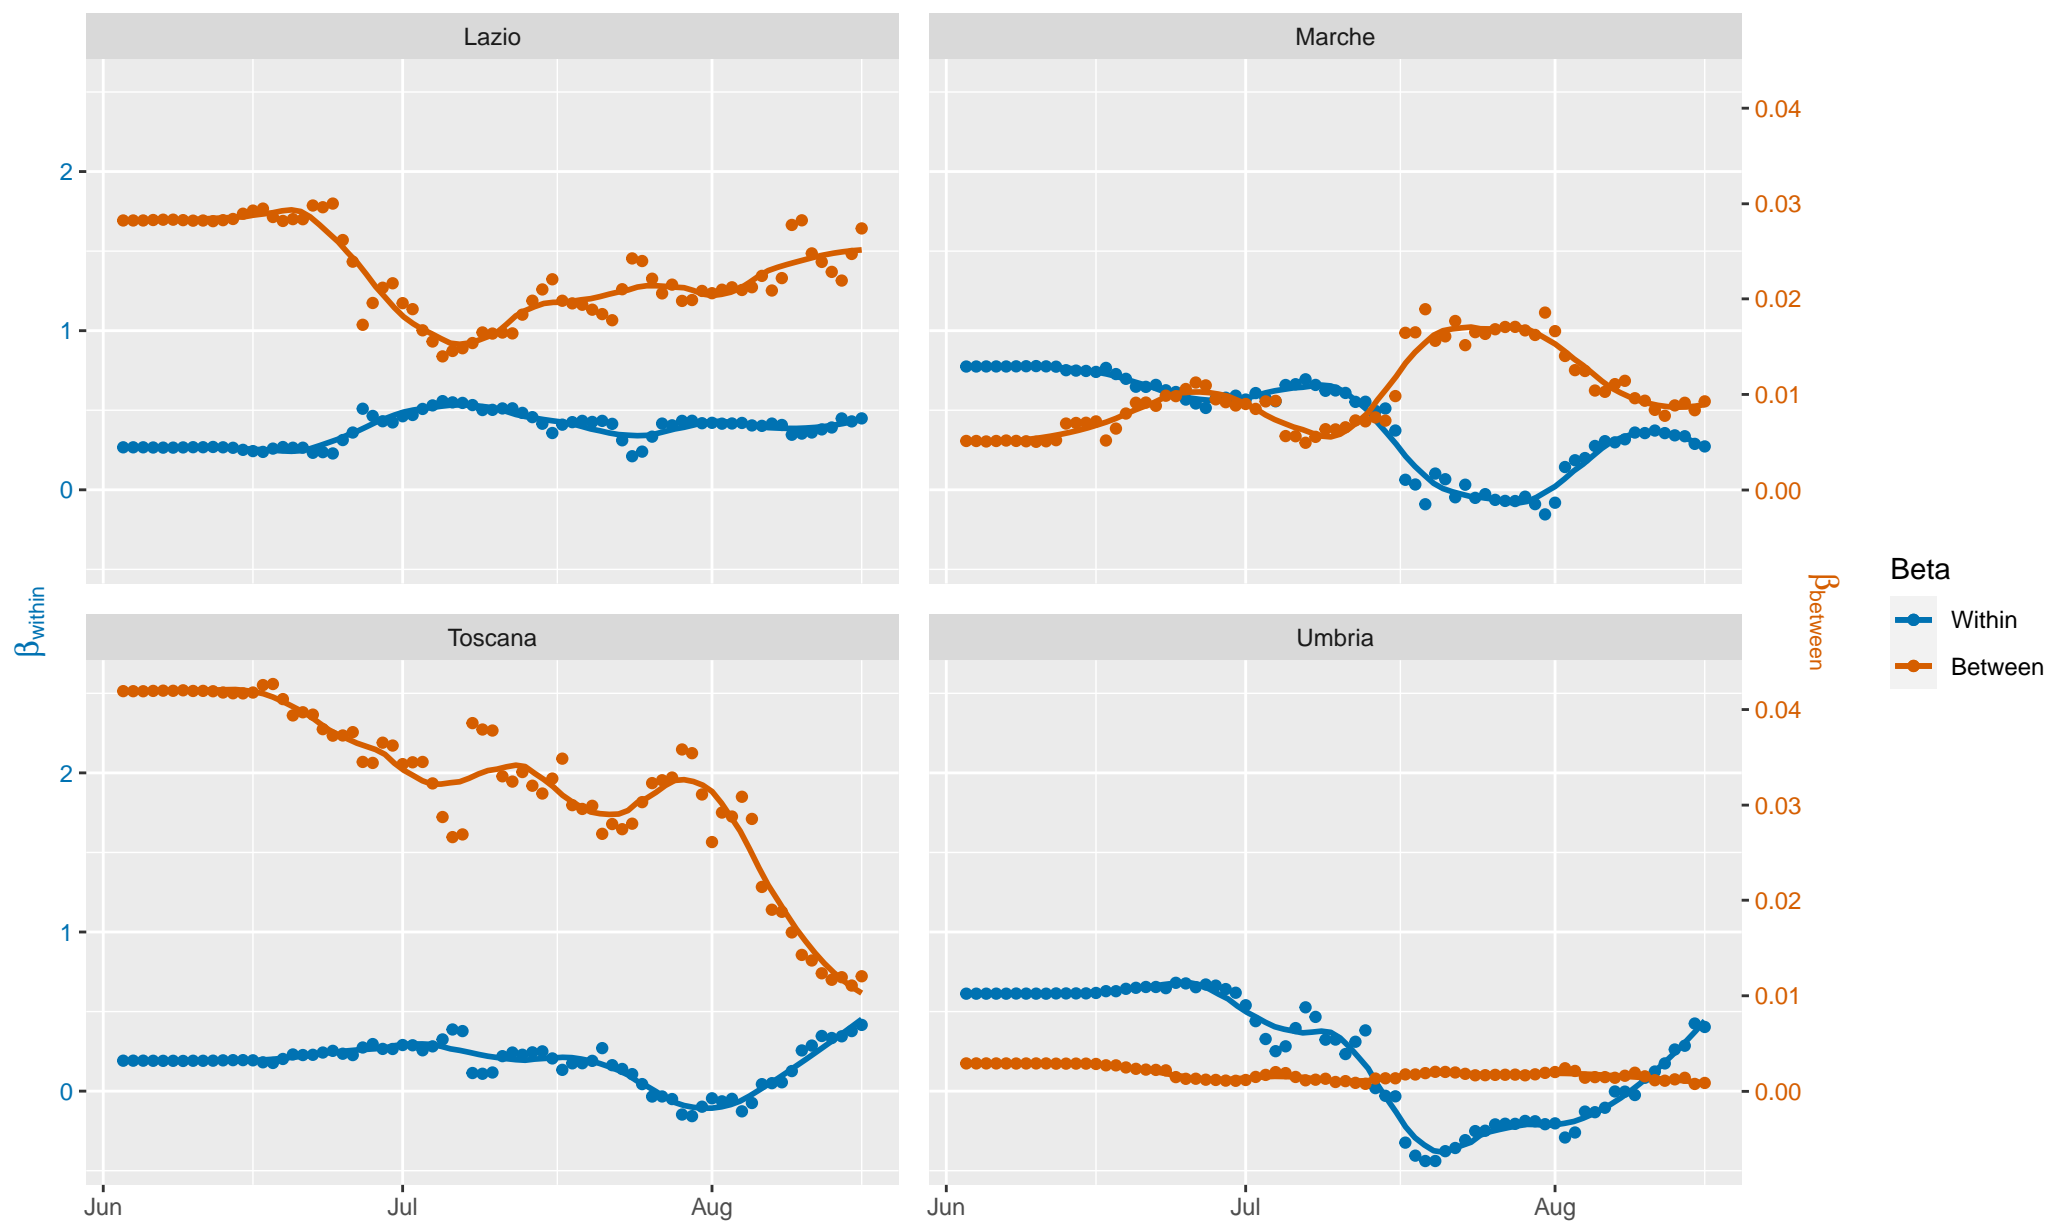 Lazio
Marche
2
1
0
0.04
0.03
0.02
0.01
0.00
βwithin
βbetween
Toscana
Umbria
2
1
0
0.04
0.03
0.02
0.01
0.00
Jun Jul Aug
Jun Jul Aug
Beta
Within
Between